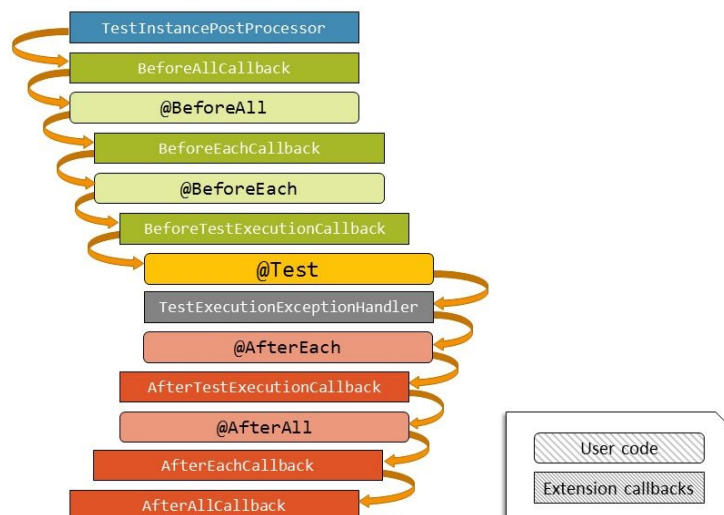 TestInstancePostProcessor
BeforeAllCallback
@BeforeAll
BeforeEachCallback
@BeforeEach
BeforeTestExecutionCallback
@Test
TestExecutionExceptionHandler
@AfterEach
AfterTestExecutionCallback
@AfterAll
AfterEachCallback
AfterAllCallback
User code
Extension callbacks